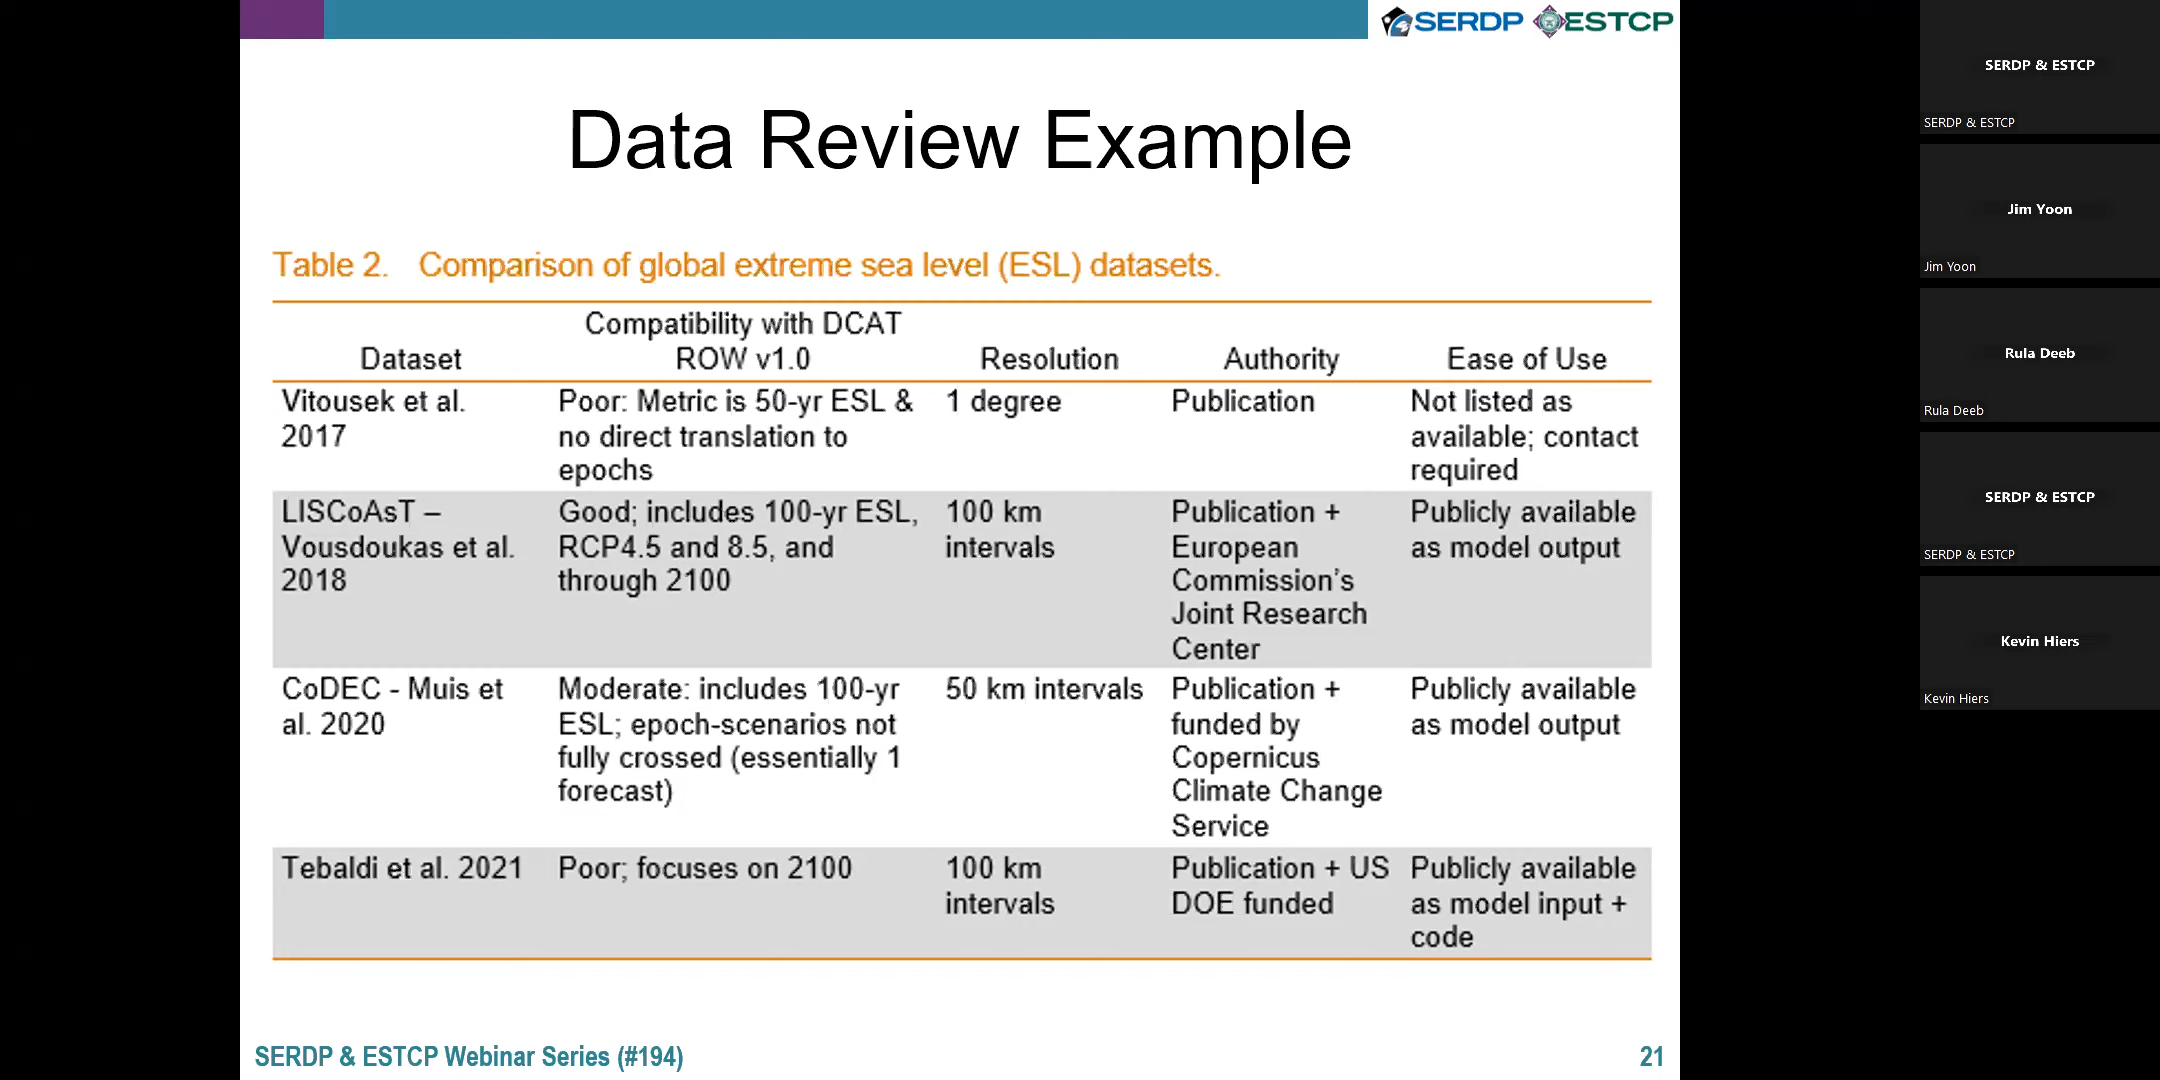 SERDP ESTCP
Data Review Example
Table 2. Comparison of global extreme sea level (ESL) datasets.
Dataset
Compatibility with DCAT
ROW v1.0
Resolution
Authority
Ease of Use
Vitousek et al.
2017
Poor: Metric is 50-yr ESL &
no direct translation to
epochs
1 degree
Publication
Not listed as
available; contact
required
LISCoAsT –
Vousdoukas et al.
2018
Good; includes 100-yr ESL,
RCP4.5 and 8.5, and
through 2100
100 km
intervals
Publication +
European
Commission’s
Joint Research
Center
Publicly available
as model output
CoDEC - Muis et
al. 2020
Moderate: includes 100-yr
ESL; epoch-scenarios not
fully crossed (essentially 1
forecast)
50 km intervals
Publication +
funded by
Copernicus
Climate Change
Service
Publicly available
as model output
Tebaldi et al. 2021
Poor; focuses on 2100
100 km
intervals
Publication + US
DOE funded
Publicly available
as model input +
code
SERDP & ESTCP Webinar Series (#194)
21
SERDP & ESTCP
SERDP & ESTCP
Jim Yoon
Jim Yoon
Rula Deeb
Rula Deeb
SERDP & ESTCP
SERDP & ESTCP
Kevin Hiers
Kevin Hiers